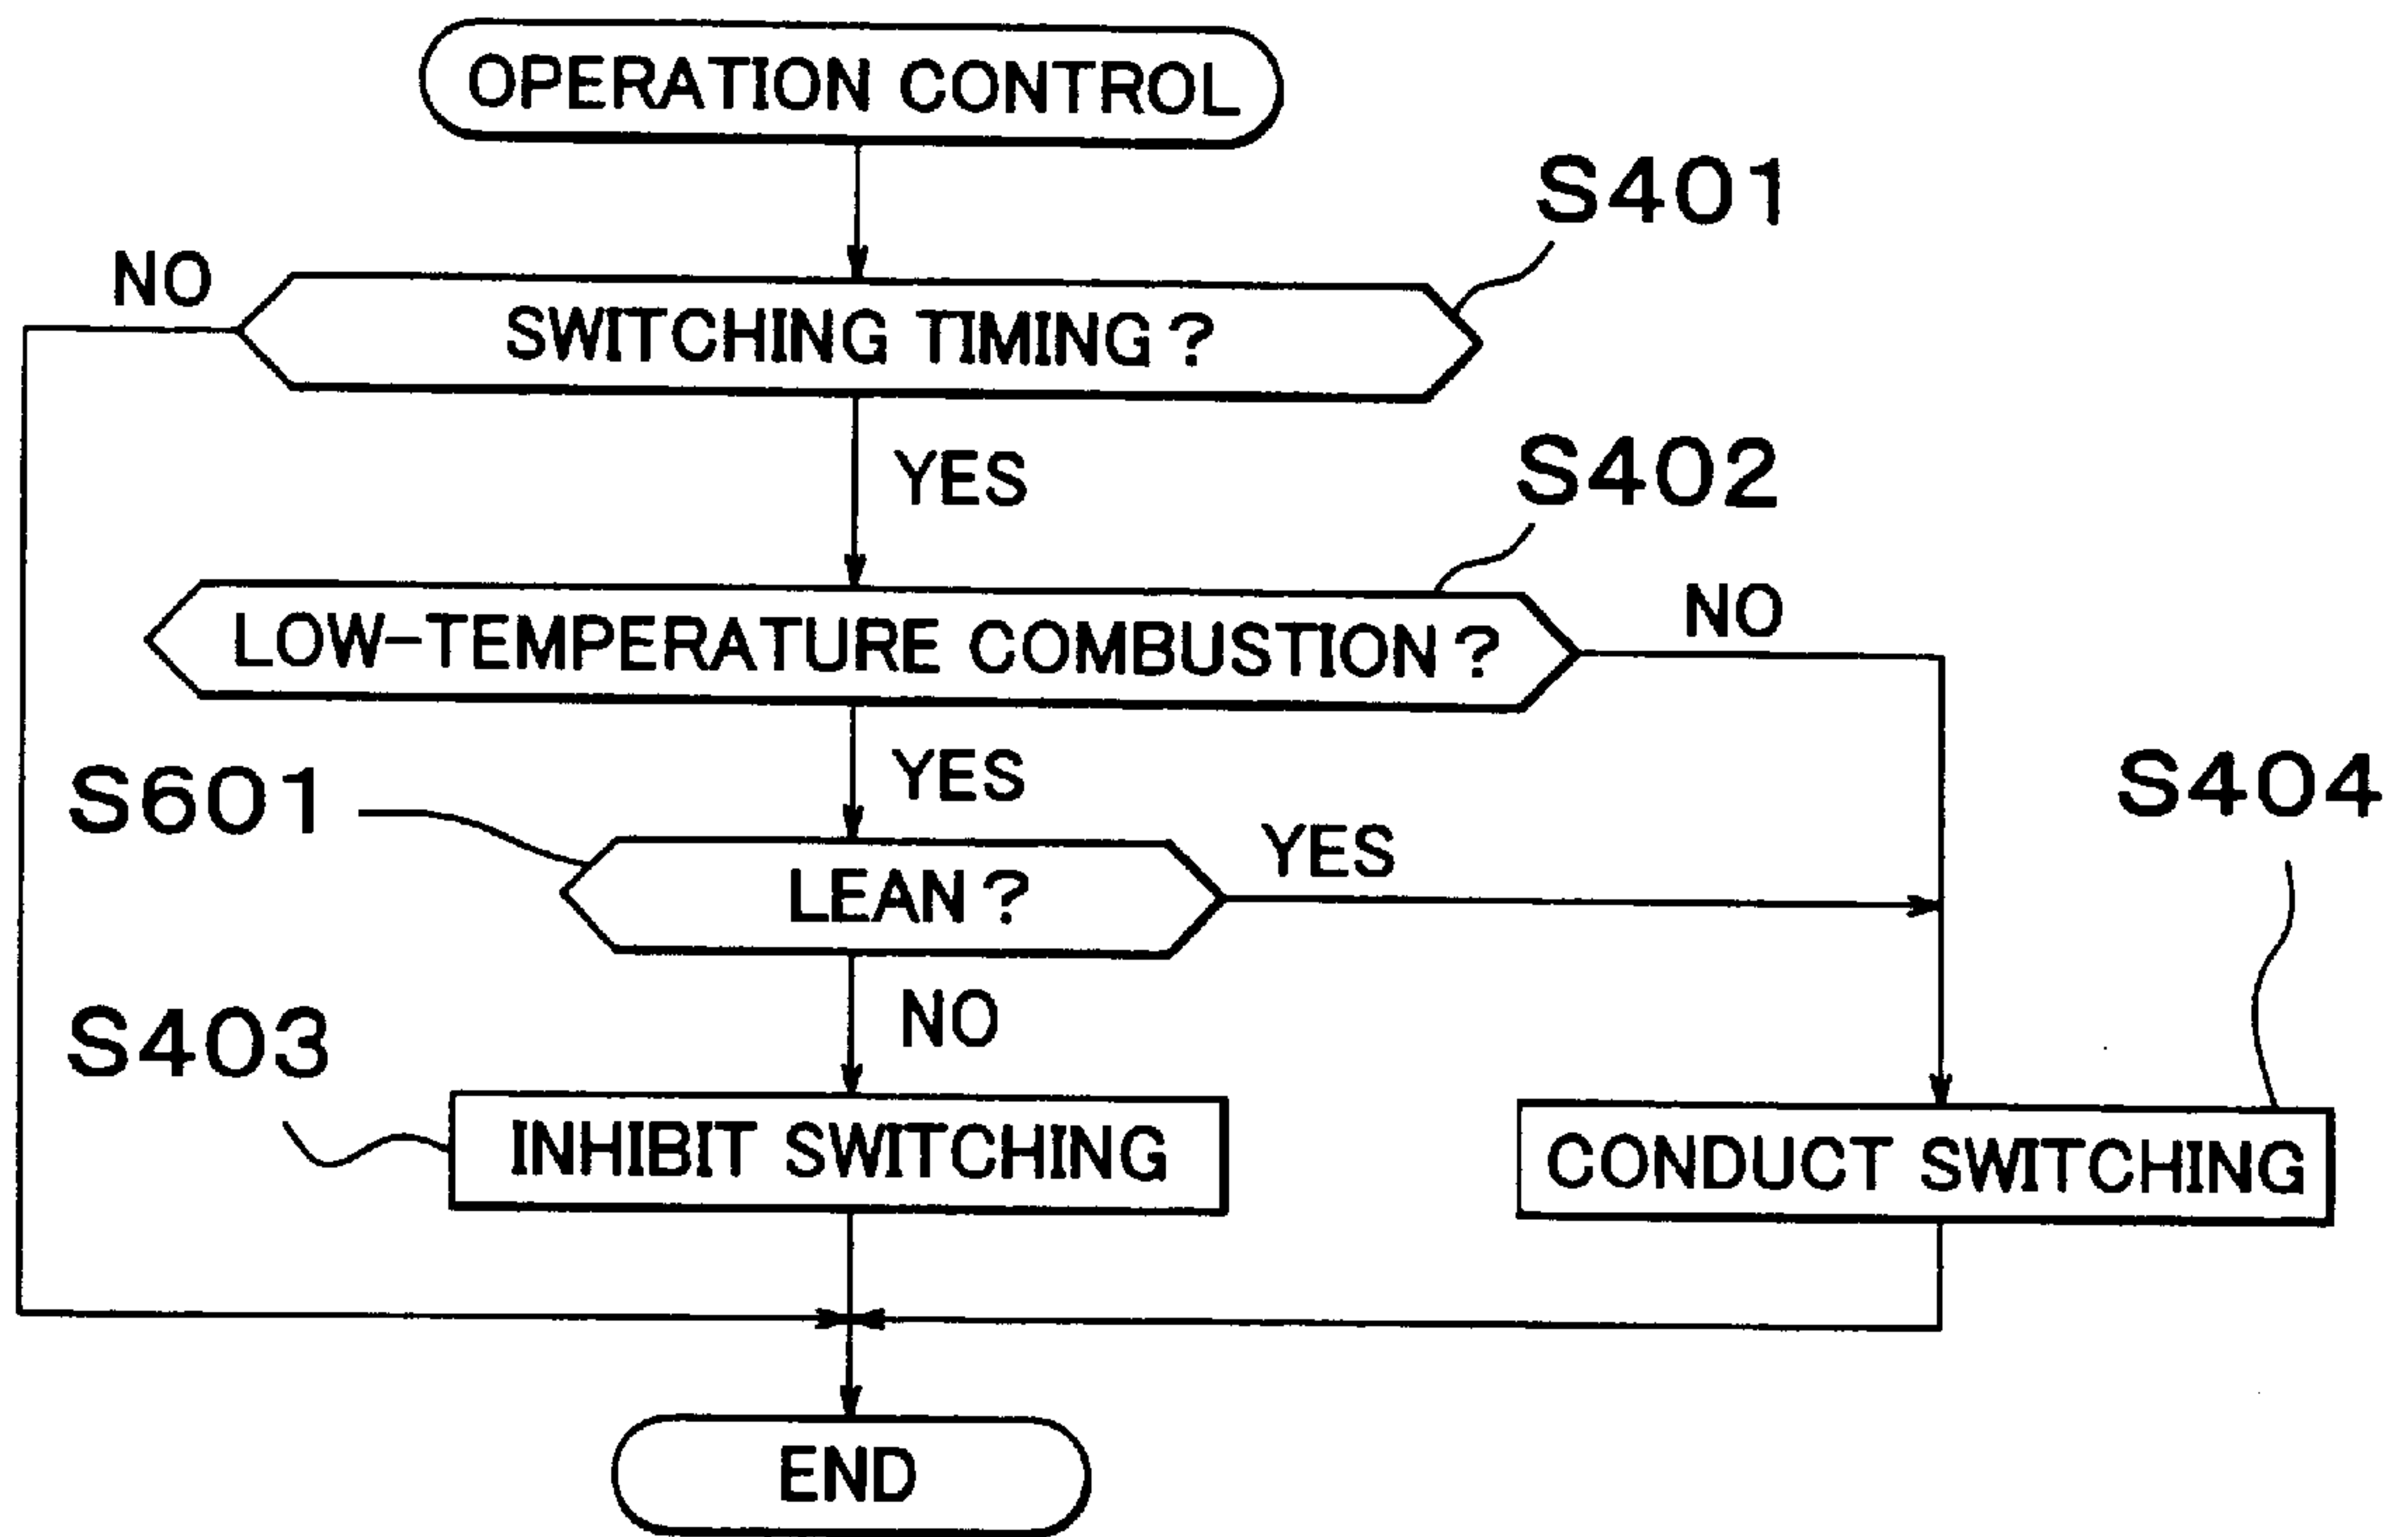 OPERATION CONTROL
S401
NO
SWITCHING TIMING?
YES
S402
LOW-TEMPERATURE COMBUSTION?
NO
YES
S601
LEAN?
YES
S404
NO
S403
INHIBIT SWITCHING
CONDUCT SWITCHING
END